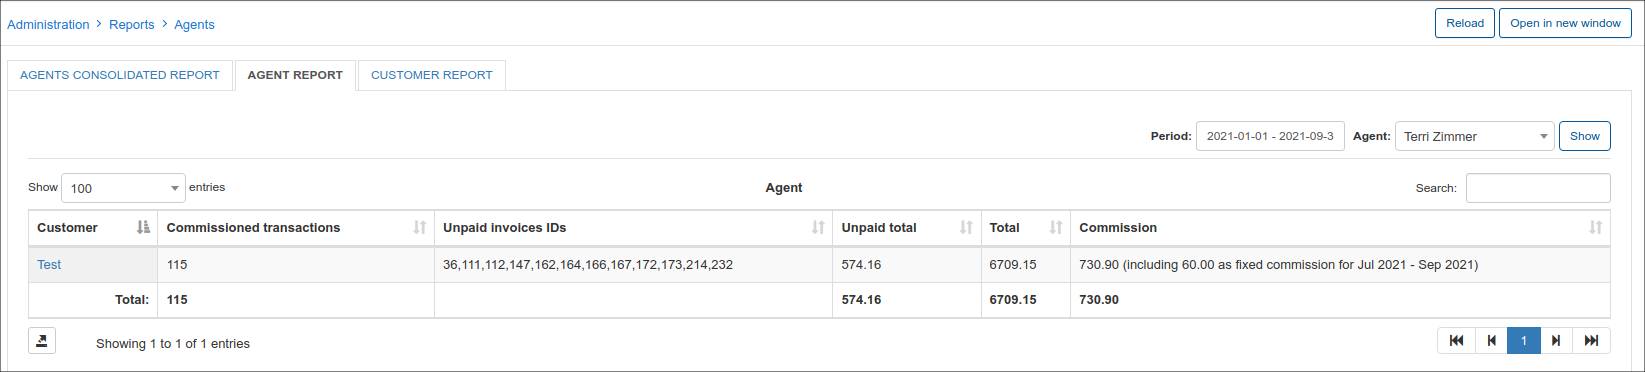 Administration > Reports > Agents
Reload
Open in new window
AGENTS CONSOLIDATED REPORT
AGENT REPORT
CUSTOMER REPORT
Period: 2021-01-01 - 2021-09-3 Agent: Terri Zimmer Show
Show 100 entries
Agent
Search:
Customer Commissioned transactions Unpaid invoices IDs Unpaid total Total Commission
Test 115 36,111,112,147,162,164,166,167,172,173,214,232 574.16 6709.15 730.90 (including 60.00 as fixed commission for Jul 2021 - Sep 2021)
Total: 115 574.16 6709.15 730.90
Showing 1 to 1 of 1 entries
1